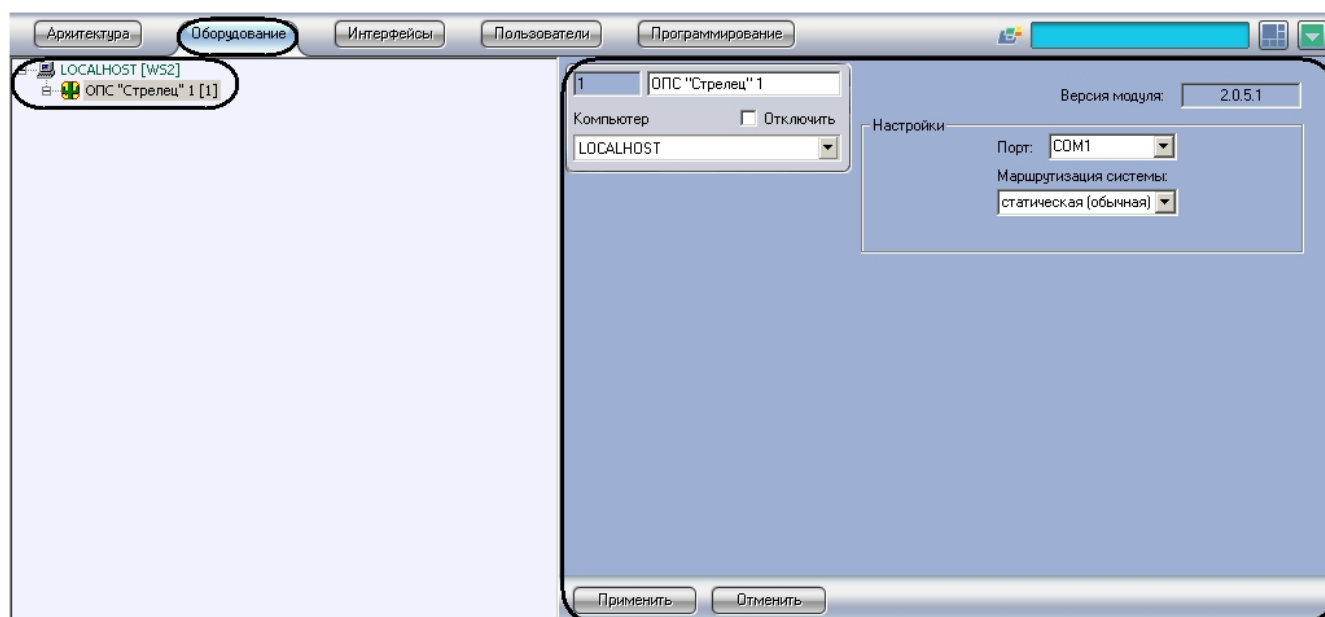 Архитектура Оборудование Интерфейсы Пользователи Программирование
LOCALHOST [WS2]
ОПС "Стрелец" 1 [1]
1 ОПС "Стрелец" 1
Компьютер Отключить
LOCALHOST
Версия модуля: 2.0.5.1
Настройки
Порт: COM1
Маршрутизация системы:
статическая (обычная)
Применить Отменить